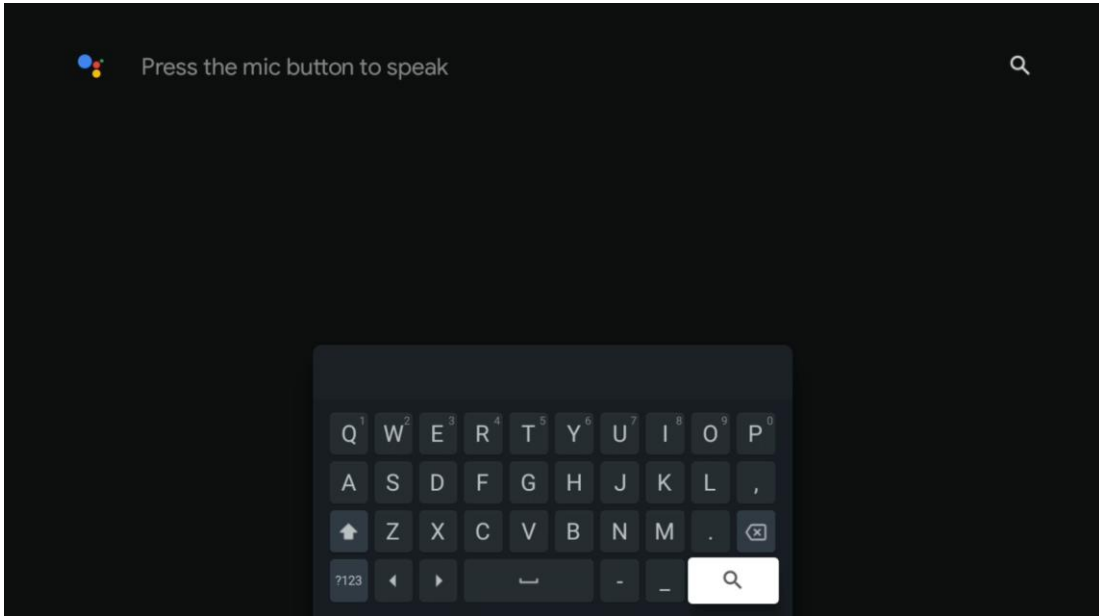 Press the mic button to speak
Q1 W2 E3 R4 T5 Y6 U7 I8 O9 P0
A S D F G H J K L ,
Z X C V B N M .
?123 - _